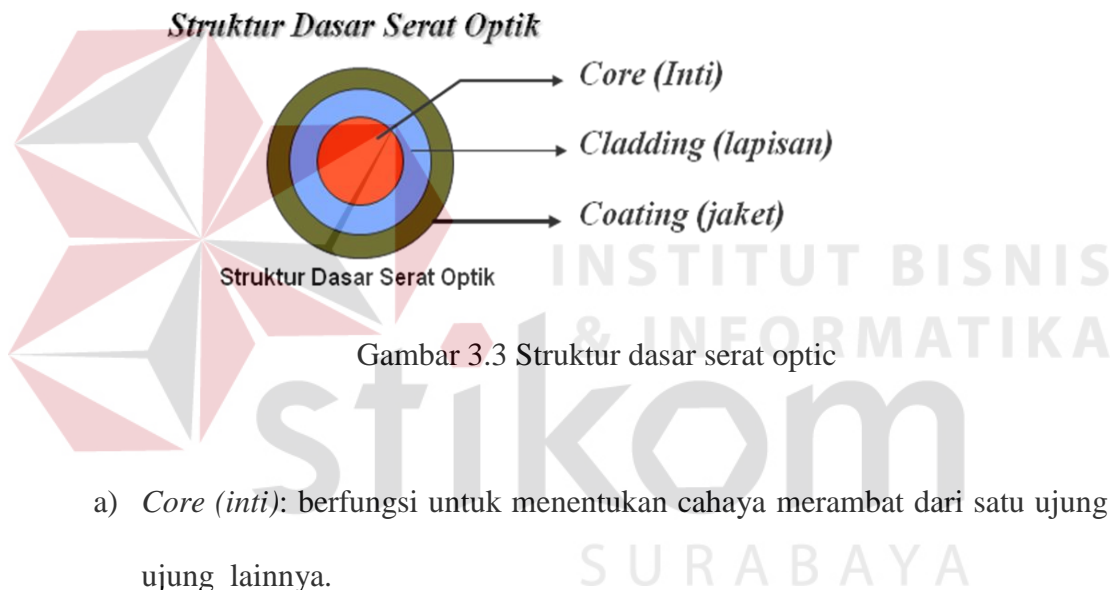 Struktur Dasar Serat Optik
Core (Inti)
Cladding (lapisan)
Coating (jaket)
Struktur Dasar Serat Optik
INSTITUT BISNIS
& INFORMATIKA
Gambar 3.3 Struktur dasar serat optic
stikom
a) Core (inti): berfungsi untuk menentukan cahaya merambat dari satu ujung
ujung lainnya.
SURABAYA